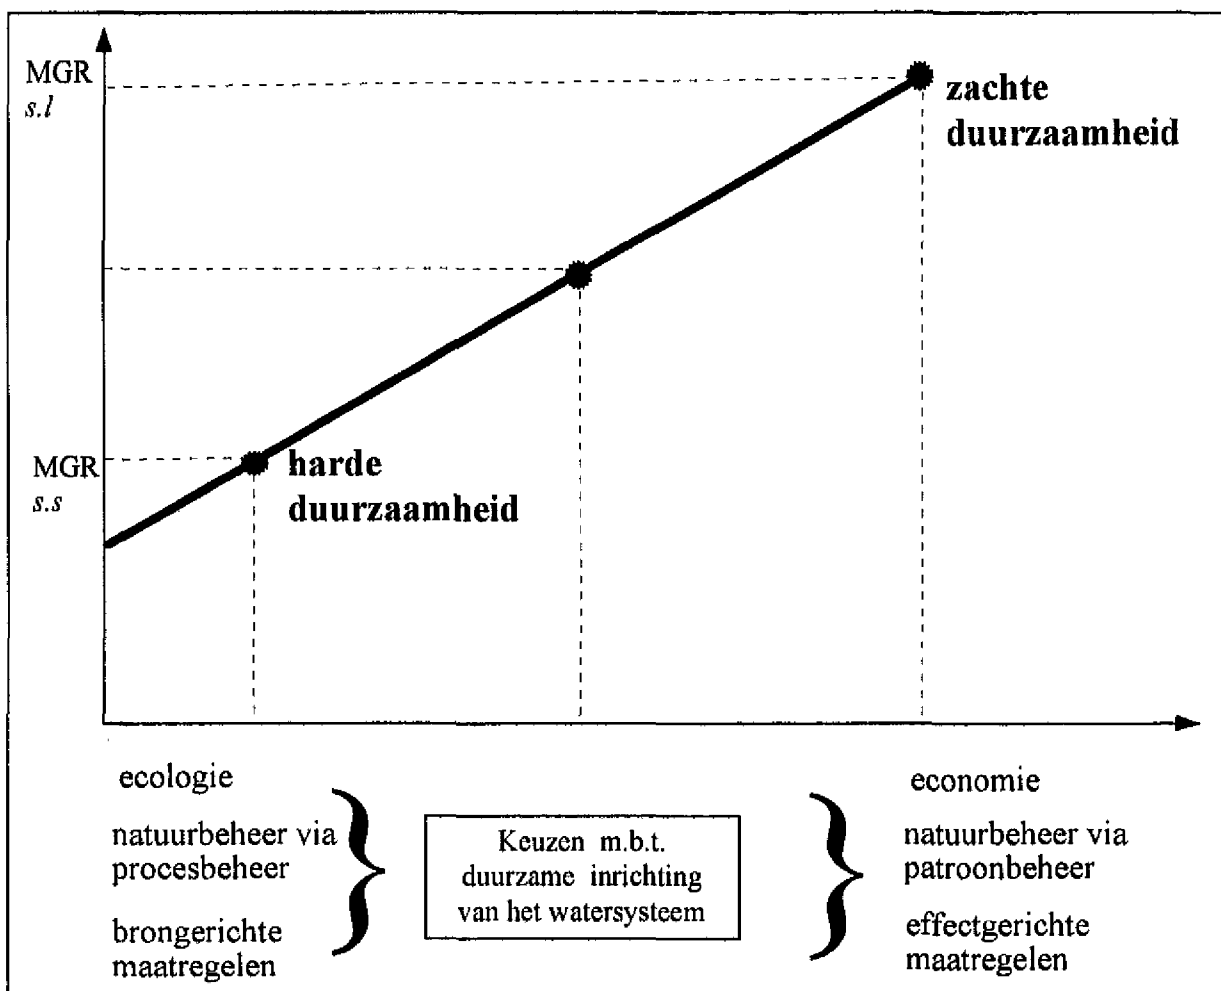 MGR
s.l
zachte
duurzaamheid
MGR
s.s
harde
duurzaamheid
ecologie
natuurbeheer via
procesbeheer
brongerichte
maatregelen
Keuzen m.b.t.
duurzame inrichting
van het watersysteem
economie
natuurbeheer via
patroonbeheer
effectgerichte
maatregelen